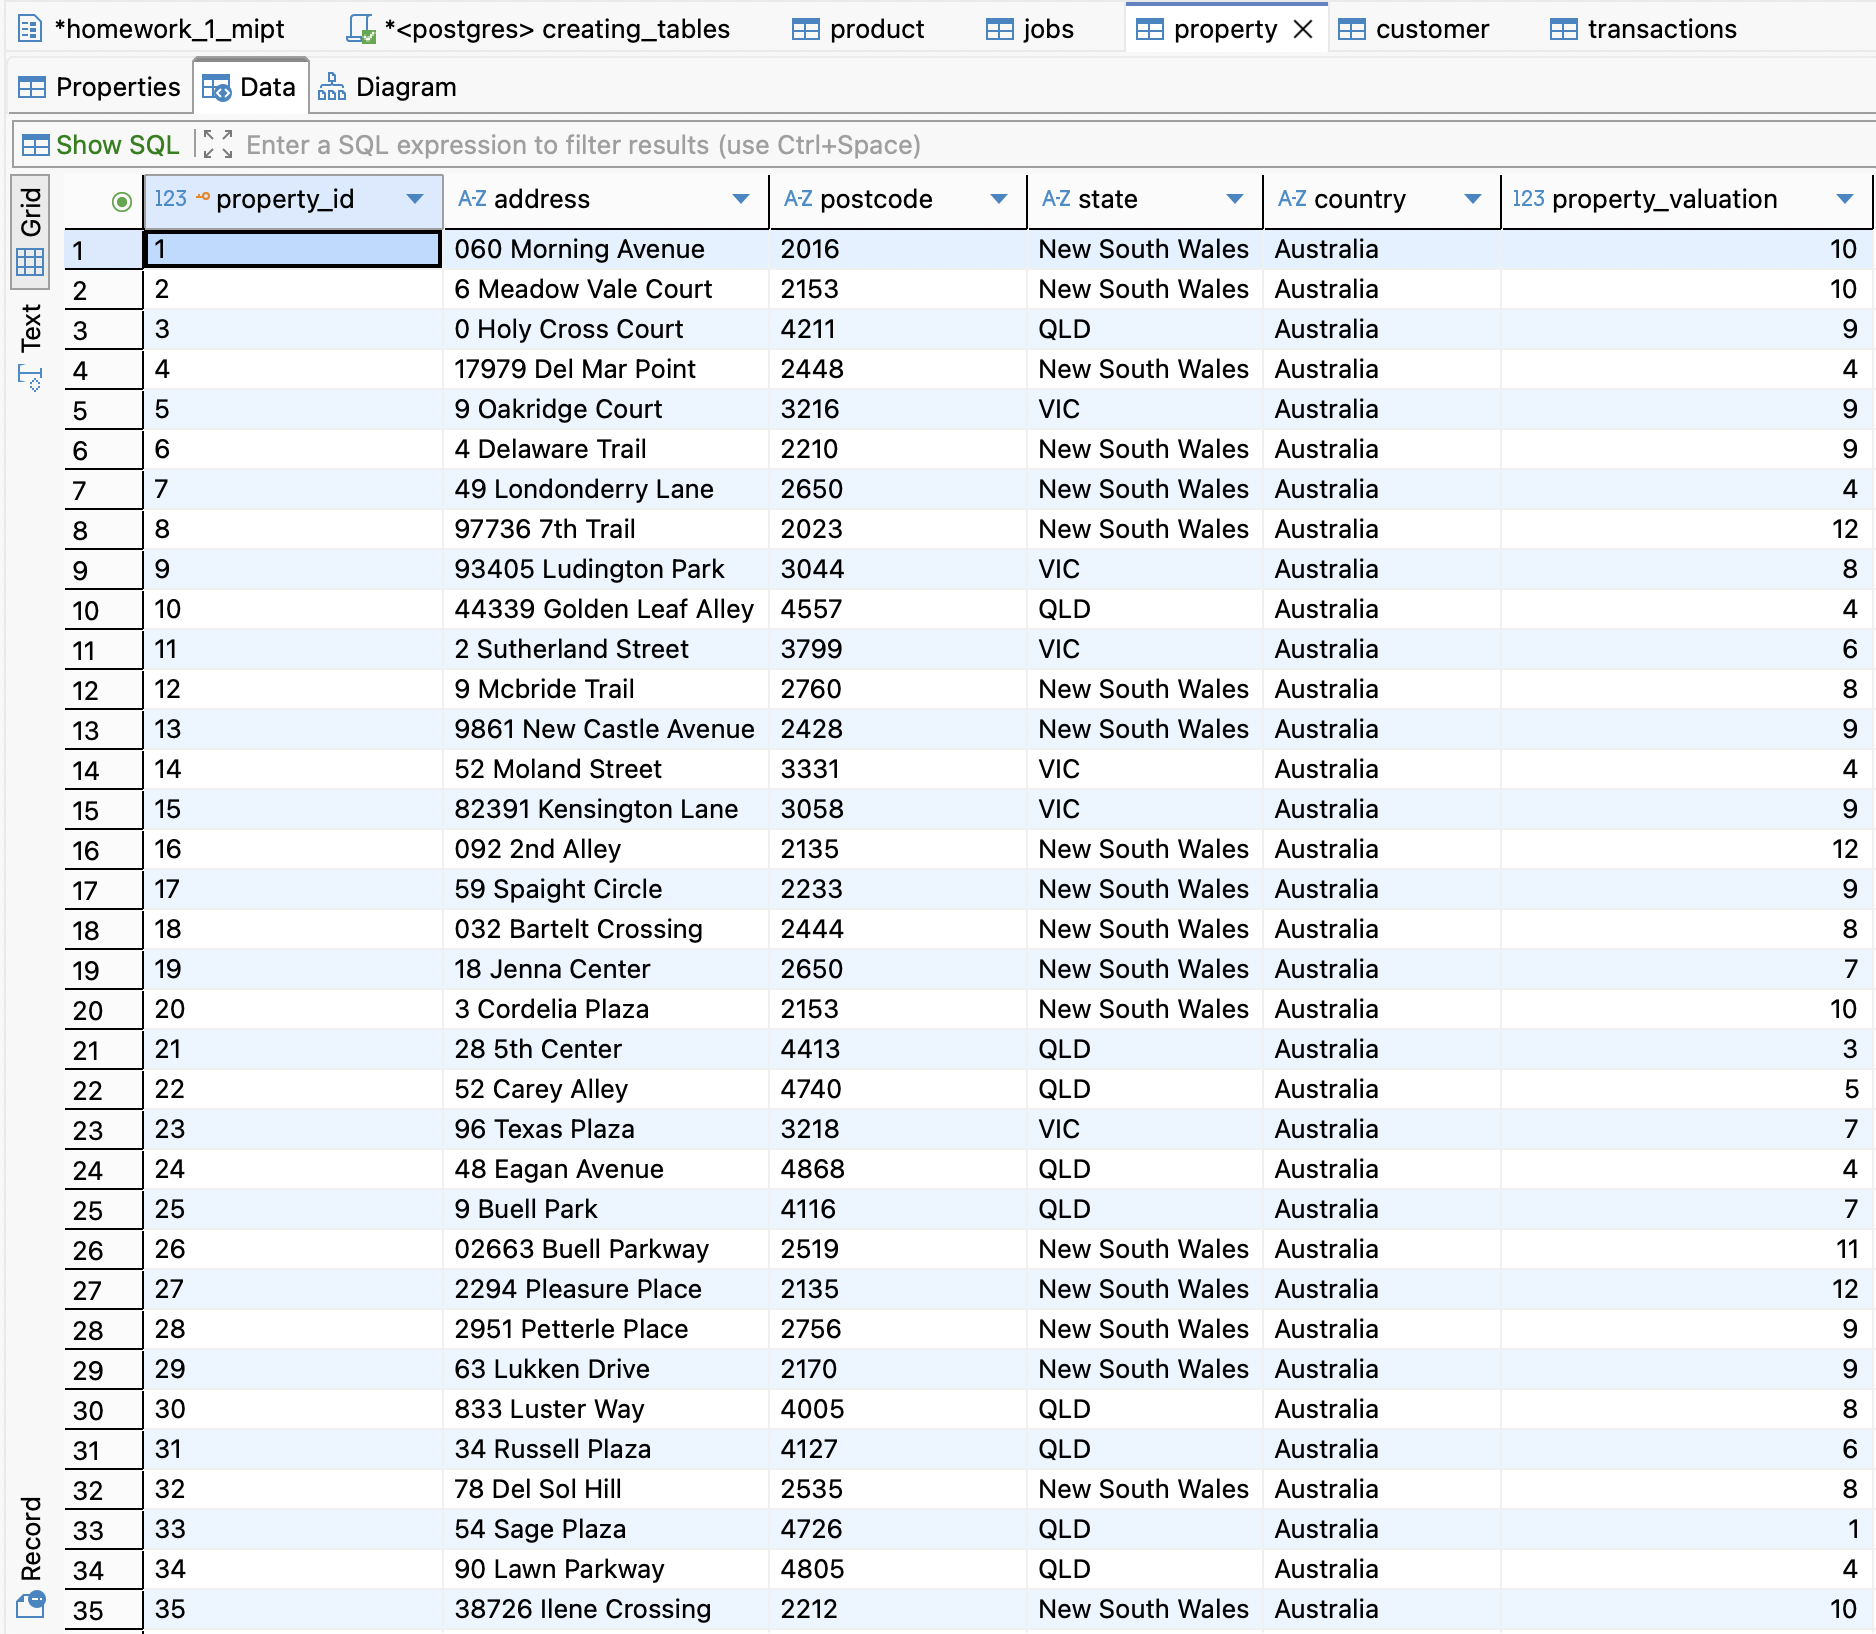 *homework_1_mipt *<postgres> creating_tables product jobs property customer transactions
Properties Data Diagram
Show SQL Enter a SQL expression to filter results (use Ctrl+Space)
Grid
Text
Record
123 property_id A-Z address A-Z postcode A-Z state A-Z country 123 property_valuation
1 1 060 Morning Avenue 2016 New South Wales Australia 10
2 2 6 Meadow Vale Court 2153 New South Wales Australia 10
3 3 0 Holy Cross Court 4211 QLD Australia 9
4 4 17979 Del Mar Point 2448 New South Wales Australia 4
5 5 9 Oakridge Court 3216 VIC Australia 9
6 6 4 Delaware Trail 2210 New South Wales Australia 9
7 7 49 Londonderry Lane 2650 New South Wales Australia 4
8 8 97736 7th Trail 2023 New South Wales Australia 12
9 9 93405 Ludington Park 3044 VIC Australia 8
10 10 44339 Golden Leaf Alley 4557 QLD Australia 4
11 11 2 Sutherland Street 3799 VIC Australia 6
12 12 9 Mcbride Trail 2760 New South Wales Australia 8
13 13 9861 New Castle Avenue 2428 New South Wales Australia 9
14 14 52 Moland Street 3331 VIC Australia 4
15 15 82391 Kensington Lane 3058 VIC Australia 9
16 16 092 2nd Alley 2135 New South Wales Australia 12
17 17 59 Spaight Circle 2233 New South Wales Australia 9
18 18 032 Bartelt Crossing 2444 New South Wales Australia 8
19 19 18 Jenna Center 2650 New South Wales Australia 7
20 20 3 Cordelia Plaza 2153 New South Wales Australia 10
21 21 28 5th Center 4413 QLD Australia 3
22 22 52 Carey Alley 4740 QLD Australia 5
23 23 96 Texas Plaza 3218 VIC Australia 7
24 24 48 Eagan Avenue 4868 QLD Australia 4
25 25 9 Buell Park 4116 QLD Australia 7
26 26 02663 Buell Parkway 2519 New South Wales Australia 11
27 27 2294 Pleasure Place 2135 New South Wales Australia 12
28 28 2951 Petterle Place 2756 New South Wales Australia 9
29 29 63 Lukken Drive 2170 New South Wales Australia 9
30 30 833 Luster Way 4005 QLD Australia 8
31 31 34 Russell Plaza 4127 QLD Australia 6
32 32 78 Del Sol Hill 2535 New South Wales Australia 8
33 33 54 Sage Plaza 4726 QLD Australia 1
34 34 90 Lawn Parkway 4805 QLD Australia 4
35 35 38726 Ilene Crossing 2212 New South Wales Australia 10